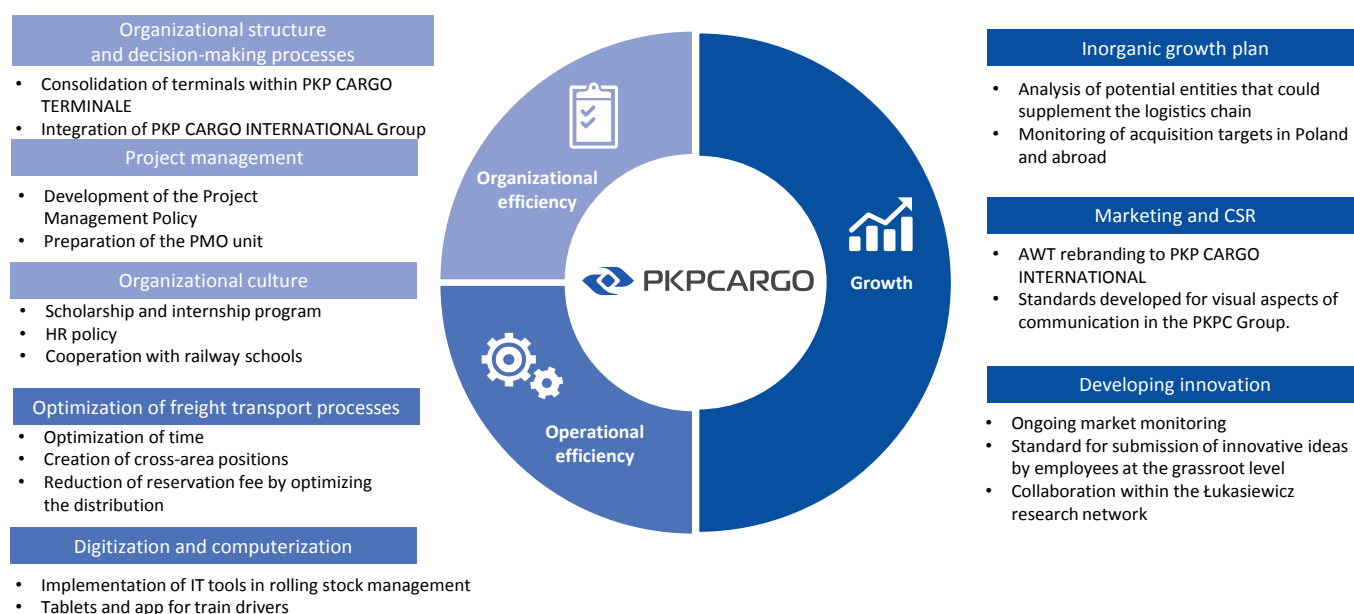 Organizational structure
and decision-making processes
• Consolidation of terminals within PKP CARGO
TERMINALE
• Integration of PKP CARGO INTERNATIONAL Group
Project management
• Development of the Project
Management Policy
• Preparation of the PMO unit
Organizational culture
• Scholarship and internship program
• HR policy
• Cooperation with railway schools
Optimization of freight transport processes
• Optimization of time
• Creation of cross-area positions
• Reduction of reservation fee by optimizing
the distribution
Digitization and computerization
• Implementation of IT tools in rolling stock management
• Tablets and app for train drivers
Organizational
efficiency
Operational
efficiency
PKPCARGO
Growth
Inorganic growth plan
• Analysis of potential entities that could
supplement the logistics chain
• Monitoring of acquisition targets in Poland
and abroad
Marketing and CSR
• AWT rebranding to PKP CARGO
INTERNATIONAL
• Standards developed for visual aspects of
communication in the PKPC Group.
Developing innovation
• Ongoing market monitoring
• Standard for submission of innovative ideas
by employees at the grassroot level
• Collaboration within the Łukasiewicz
research network